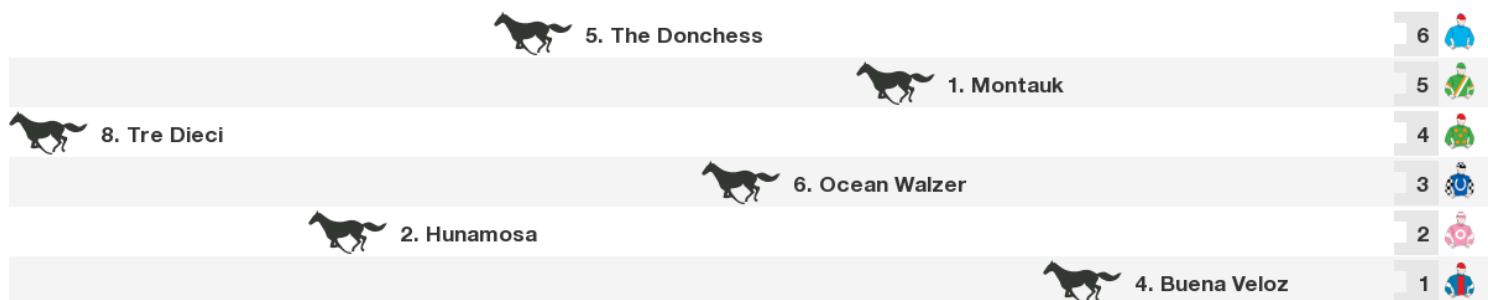 5. The Donchess 6
1. Montauk 5
8. Tre Dieci 4
6. Ocean Walzer 3
2. Hunamosa 2
4. Buena Veloz 1